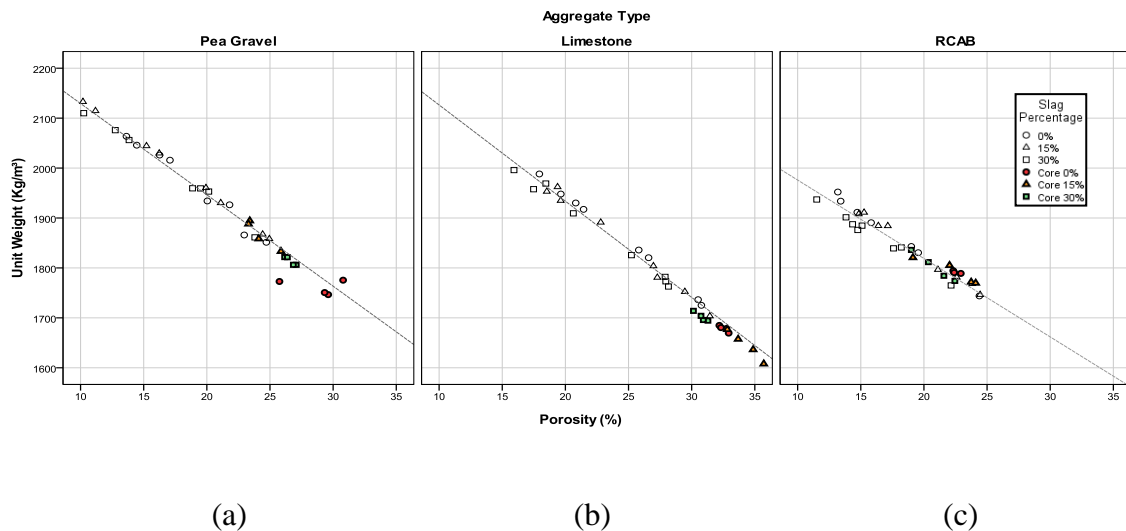 Aggregate Type
Pea Gravel
Limestone
RCAB
2200
2100
2000
1900
1800
1700
1600
Unit Weight (Kg/m³)
Slag
Percentage
0%
15%
30%
Core 0%
Core 15%
Core 30%
10 15 20 25 30 35
10 15 20 25 30 35
10 15 20 25 30 35
Porosity (%)
(a) (b) (c)